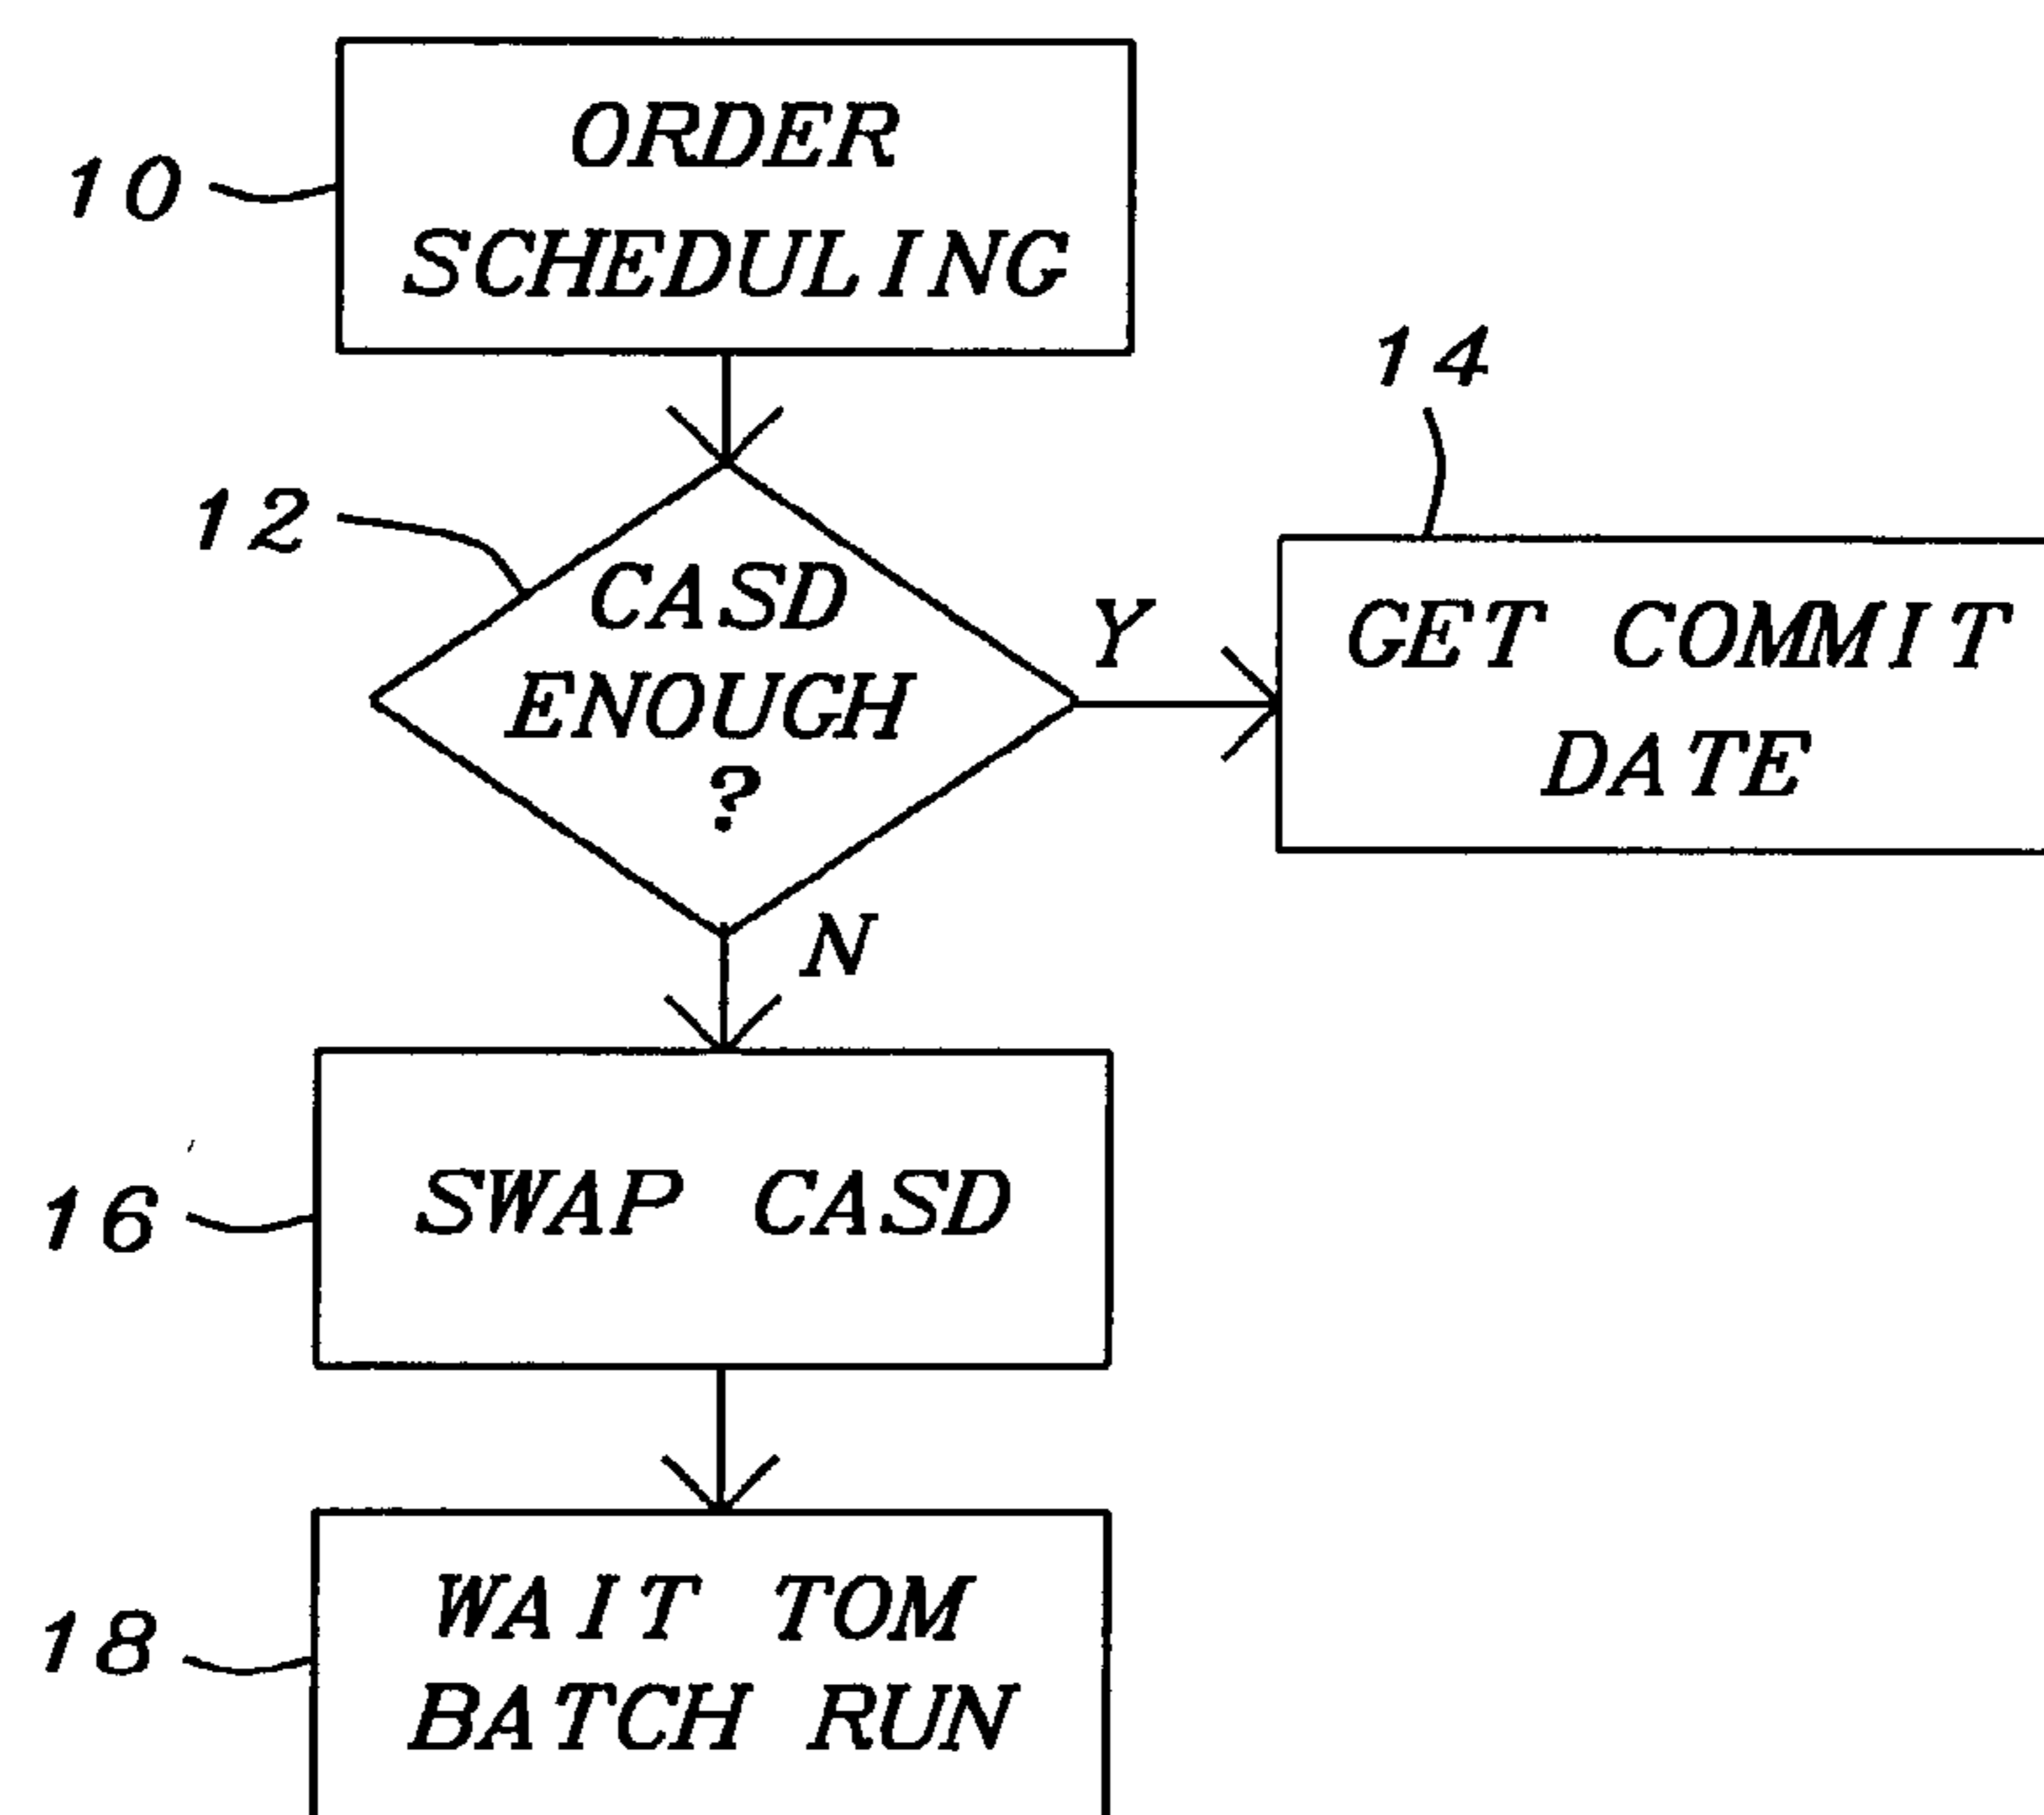 10
ORDER
SCHEDULING
12
CASD
ENOUGH
?
Y
14
GET COMMIT
DATE
N
16
SWAP CASD
18
WAIT TOM
BATCH RUN